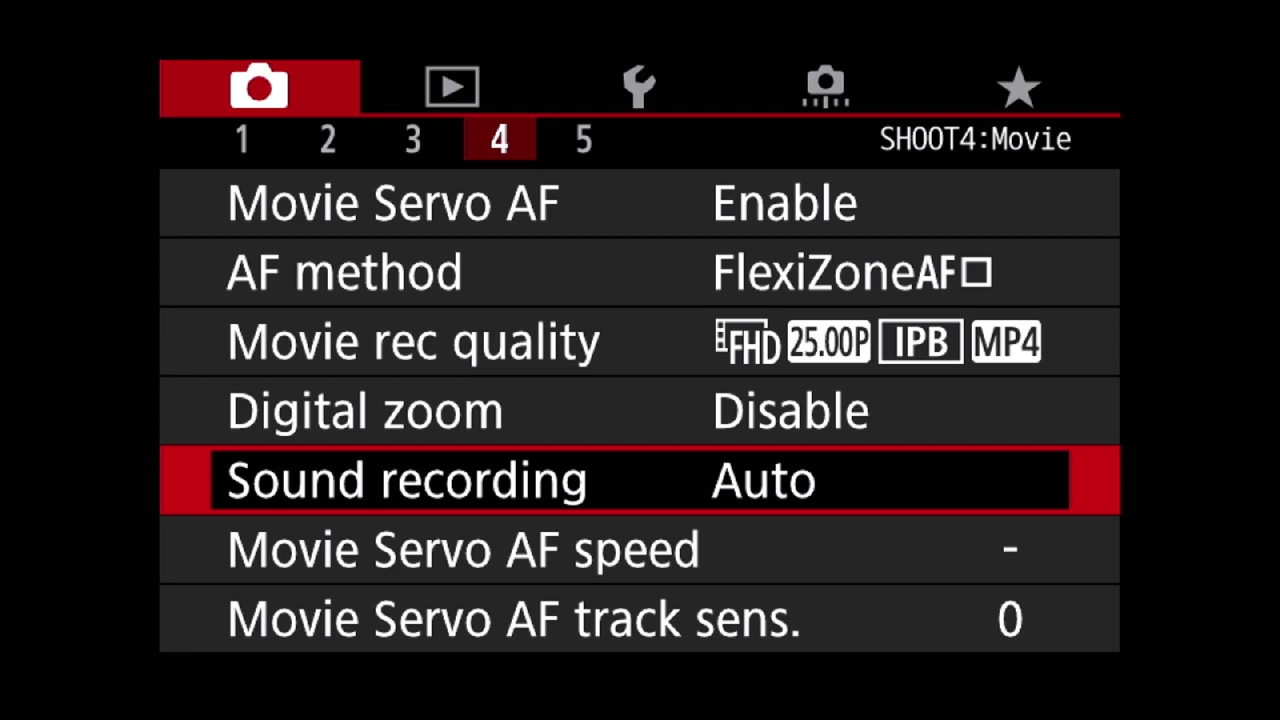 1 2 3 4 5 SHOOT4:Movie
Movie Servo AF Enable
AF method FlexiZoneAF□
Movie rec quality FHD 25.00P IPB MP4
Digital zoom Disable
Sound recording Auto
Movie Servo AF speed -
Movie Servo AF track sens. 0